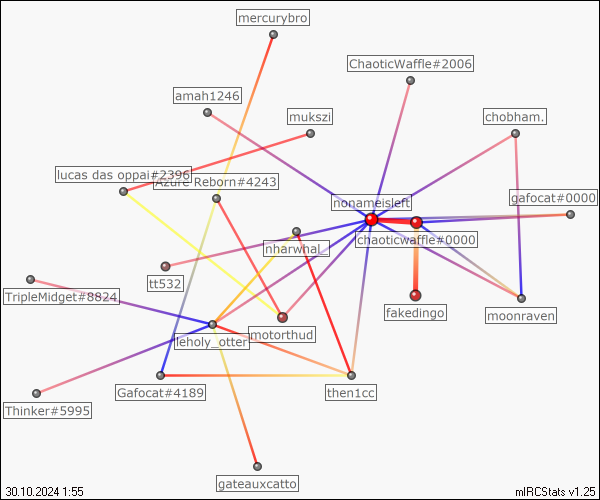 mercurybro
ChaoticWaffle#2006
amah1246
mukszi
chobham.
lucas das oppai#2396
Azure Reborn#4243
gafocat#0000
nonameisleft
chaoticwaffle#0000
nharwhal_
tt532
TripleMidget#8824
fakedingo
moonraven
motorthud
leholy_otter
Gafocat#4189
then1cc
Thinker#5995
gateauxcatto
30.10.2024 1:55
mIRCStats v1.25